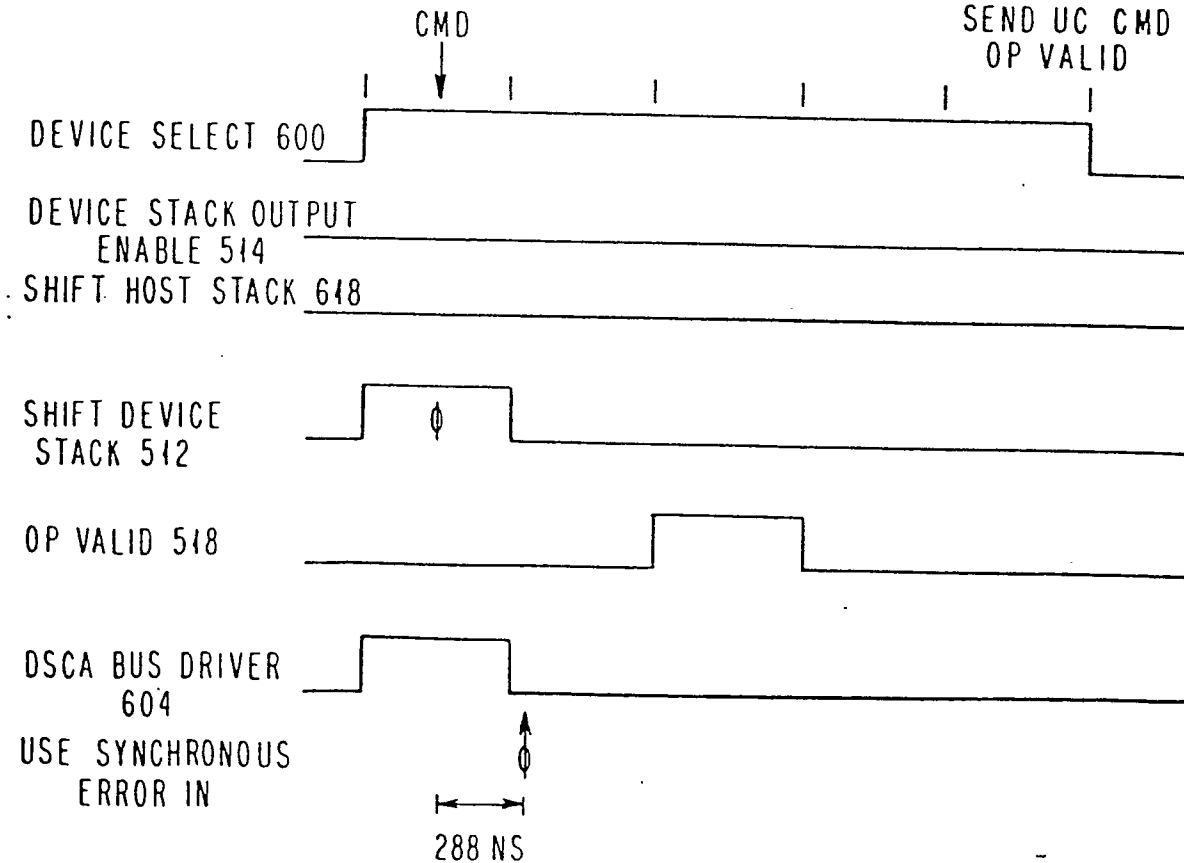 CMD
SEND UC CMD
OP VALID
DEVICE SELECT 600
DEVICE STACK OUTPUT
ENABLE 514
SHIFT HOST STACK 618
SHIFT DEVICE
STACK 512
OP VALID 518
DSCA BUS DRIVER
604
USE SYNCHRONOUS
ERROR IN
288 NS